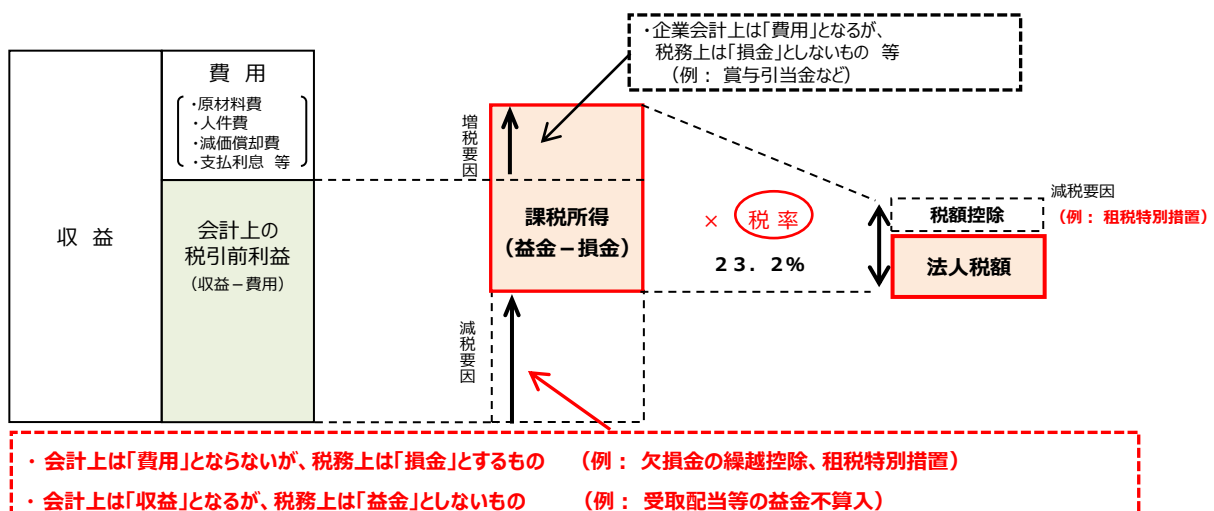 ・企業会計上は「費用」となるが、
税務上は「損金」としないもの 等
（例： 賞与引当金など）
費 用
・原材料費
・人件費
・減価償却費
・支払利息 等
収 益
会計上の
税引前利益
（収益－費用）
増税要因
課税所得
（益金－損金）
× 税率
23.2%
減税要因
税額控除
（例： 租税特別措置）
法人税額
減税要因
・ 会計上は「費用」とならないが、税務上は「損金」とするもの （例： 欠損金の繰越控除、租税特別措置）
・ 会計上は「収益」となるが、税務上は「益金」としないもの （例： 受取配当等の益金不算入）